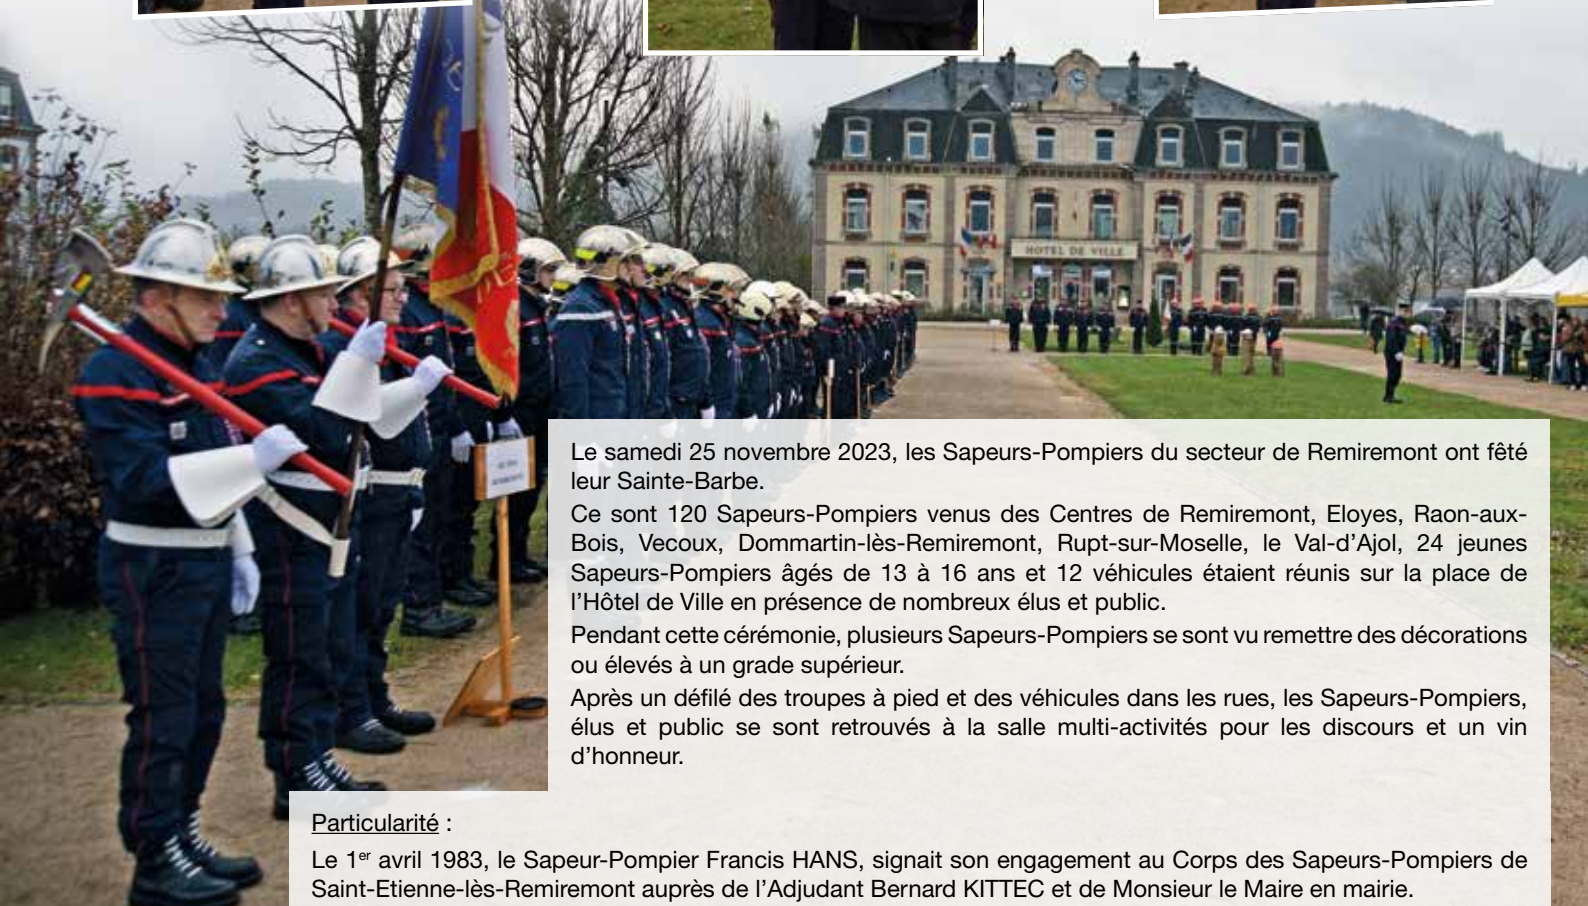 HOTEL DE VILLE
Le samedi 25 novembre 2023, les Sapeurs-Pompiers du secteur de Remiremont ont fêté
leur Sainte-Barbe.
Ce sont 120 Sapeurs-Pompiers venus des Centres de Remiremont, Eloyes, Raon-aux-
Bois, Vecoux, Dommartin-lès-Remiremont, Rupt-sur-Moselle, le Val-d’Ajol, 24 jeunes
Sapeurs-Pompiers âgés de 13 à 16 ans et 12 véhicules étaient réunis sur la place de
l’Hôtel de Ville en présence de nombreux élus et public.
Pendant cette cérémonie, plusieurs Sapeurs-Pompiers se sont vu remettre des décorations
ou élevés à un grade supérieur.
Après un défilé des troupes à pied et des véhicules dans les rues, les Sapeurs-Pompiers,
élus et public se sont retrouvés à la salle multi-activités pour les discours et un vin
d’honneur.
Particularité :
Le 1er avril 1983, le Sapeur-Pompier Francis HANS, signait son engagement au Corps des Sapeurs-Pompiers de
Saint-Etienne-lès-Remiremont auprès de l’Adjudant Bernard KITTEC et de Monsieur le Maire en mairie.